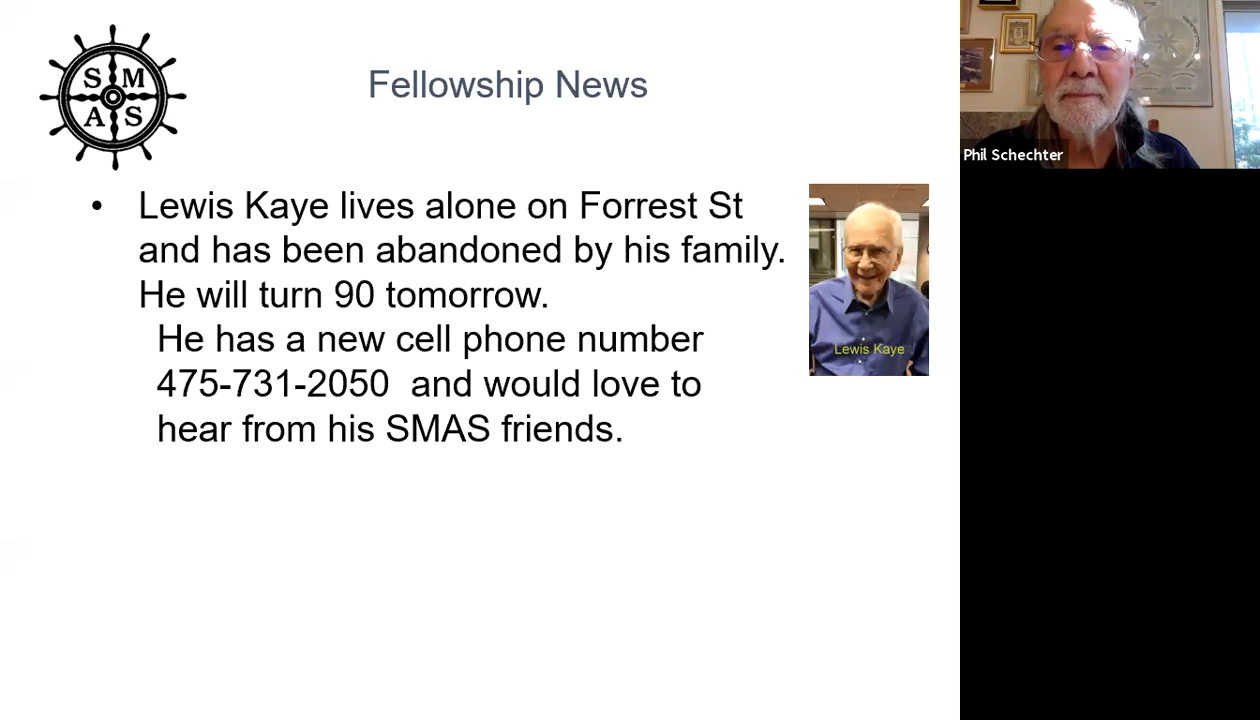 S M
A S
Fellowship News
Phil Schechter
• Lewis Kaye lives alone on Forrest St
and has been abandoned by his family.
He will turn 90 tomorrow.
He has a new cell phone number
475-731-2050 and would love to
hear from his SMAS friends.
Lewis Kaye